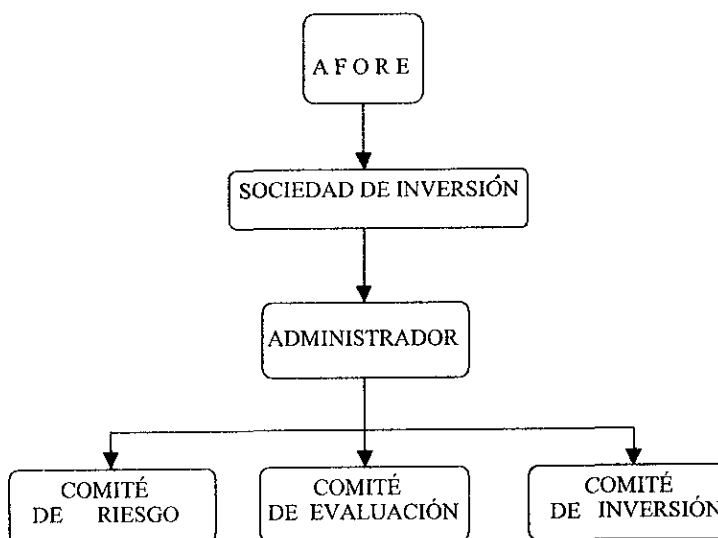 A F O R E
SOCIEDAD DE INVERSIÓN
ADMINISTRADOR
COMITÉ
DE RIESGO
COMITÉ
DE EVALUACIÓN
COMITÉ
DE INVERSIÓN